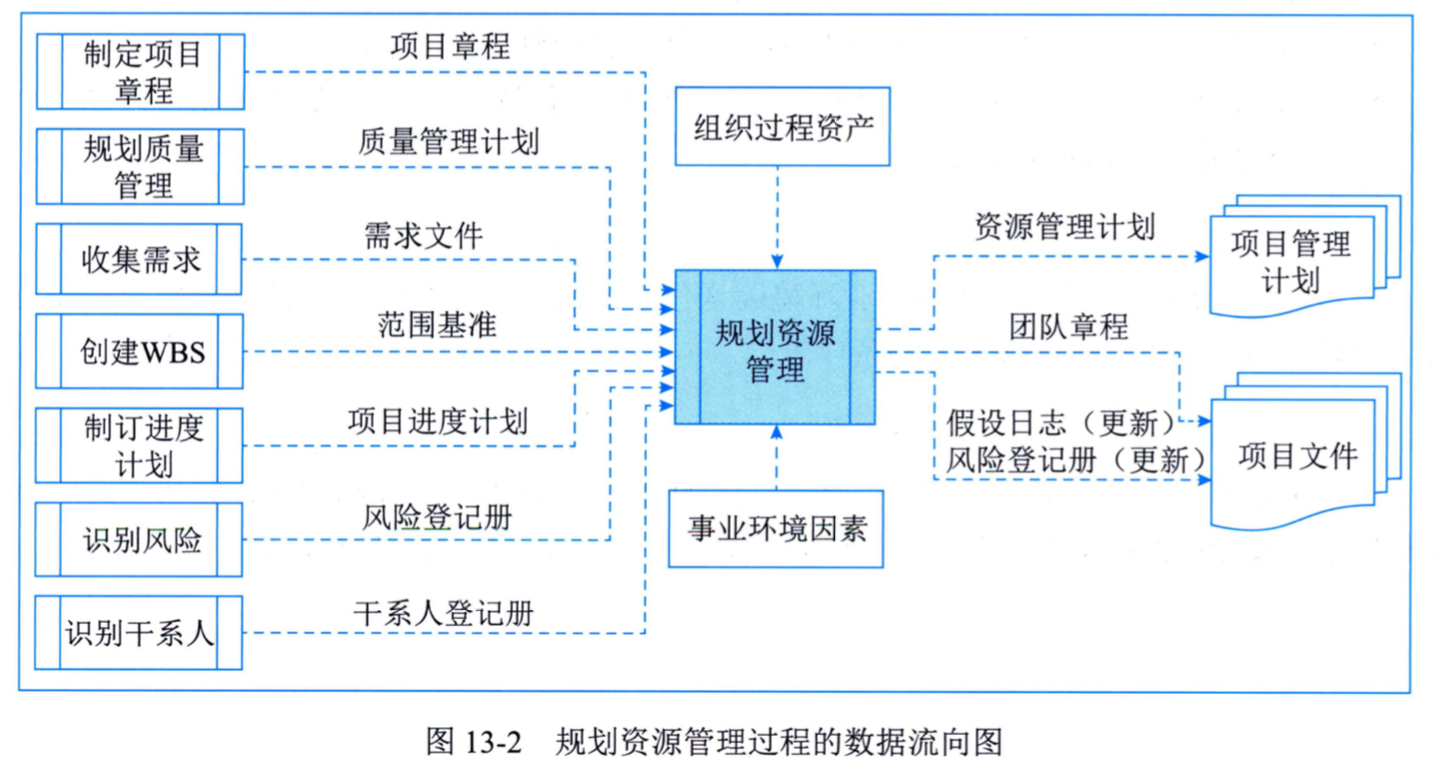 制定项目
章程
项目章程
规划质量
管理
质量管理计划
收集需求
需求文件
创建WBS
范围基准
制订进度
计划
项目进度计划
识别风险
风险登记册
识别干系人
干系人登记册
组织过程资产
规划资源
管理
事业环境因素
资源管理计划
项目管理
计划
团队章程
假设日志（更新）
风险登记册（更新）
项目文件
图 13-2 规划资源管理过程的数据流向图